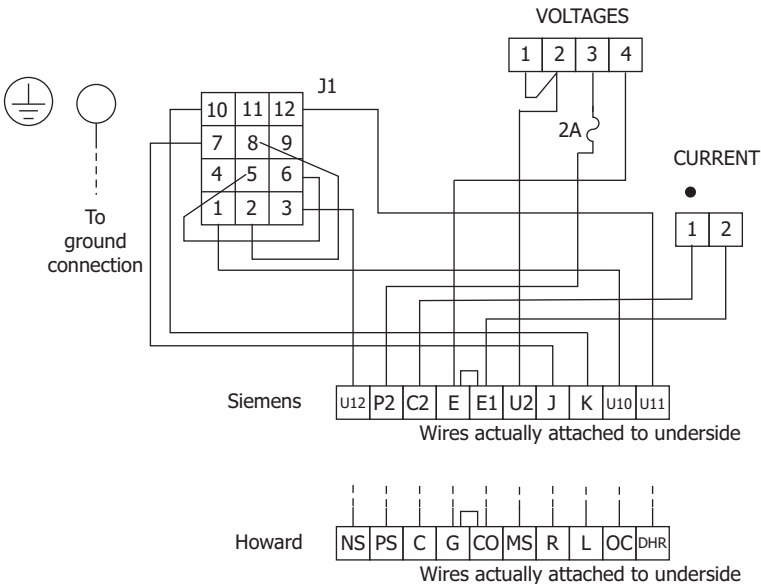 VOLTAGES
1 2 3 4
J1
10 11 12
7 8 9
4 5 6
1 2 3
2A
CURRENT
1 2
To
ground
connection
Siemens
U12 P2 C2 E E1 U2 J K U10 U11
Wires actually attached to underside
Howard
NS PS C G CO MS R L OC DHR
Wires actually attached to underside